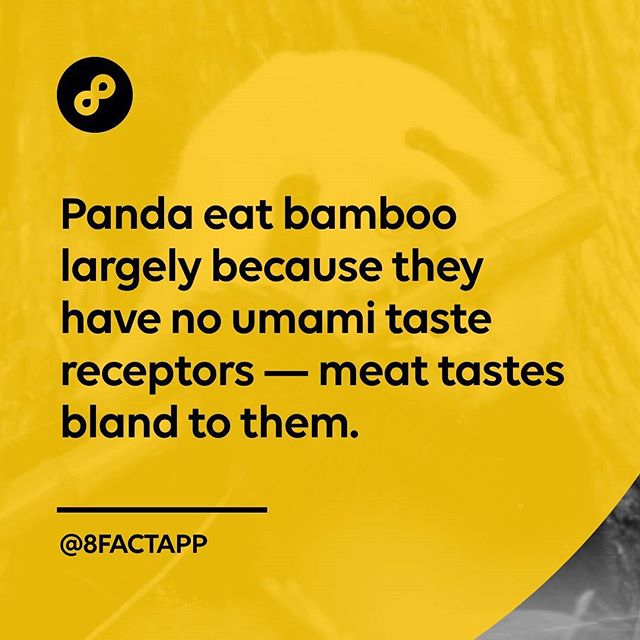 Panda eat bamboo
largely because they
have no umami taste
receptors — meat tastes
bland to them.
@8FACTAPP